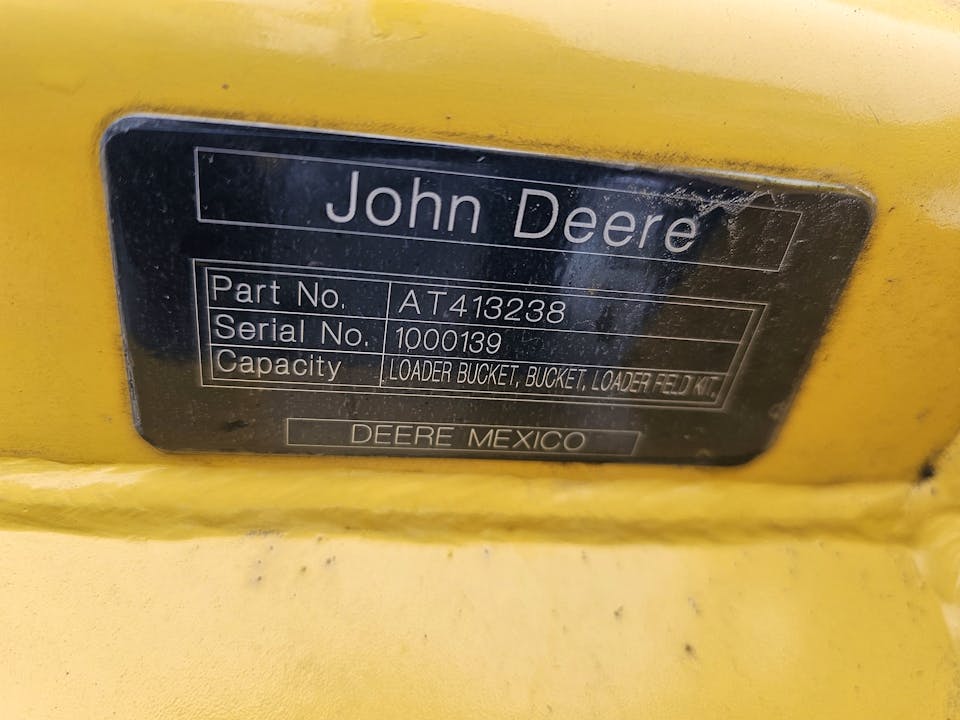 John Deere
Part No. AT413238
Serial No. 1000139
Capacity LOADER BUCKET, BUCKET, LOADER FIELD KIT,
DEERE MEXICO